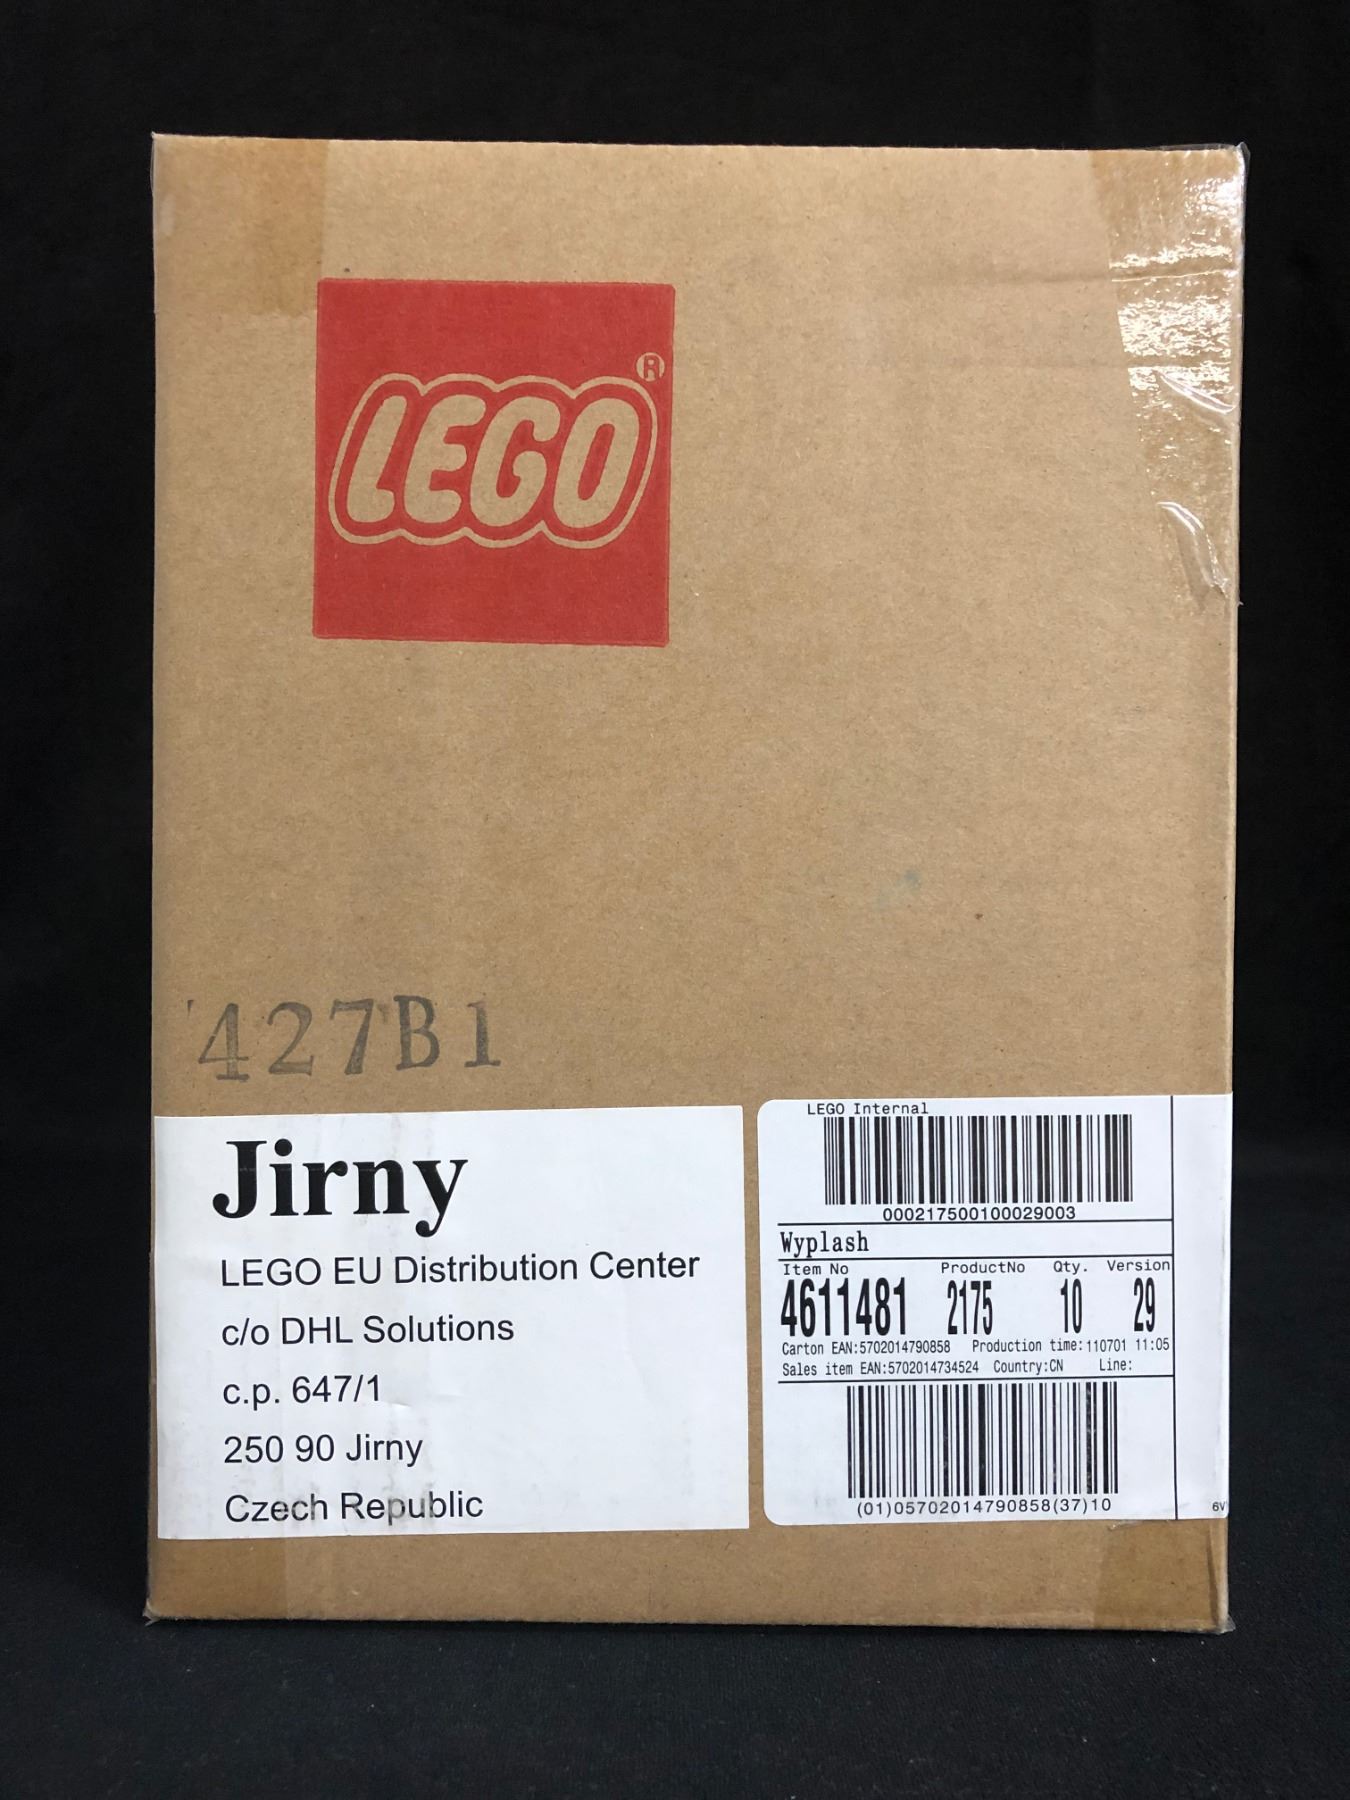 LEGO®
427B1
Jirny
LEGO EU Distribution Center
c/o DHL Solutions
c.p. 647/1
250 90 Jirny
Czech Republic
LEGO Internal
000217500100029003
Wyplash
Item No ProductNo Qty. Version
4611481 2175 10 29
Carton EAN:5702014790858 Production time:110701 11:05
Sales item EAN:5702014734524 Country:CN Line:
(01)05702014790858(37)10
6V